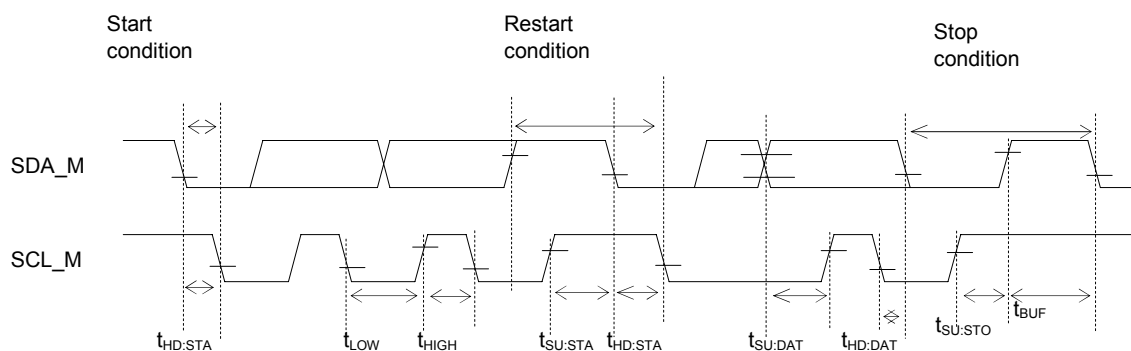 Start
condition
Restart
condition
Stop
condition
SDA_M
SCL_M
tHD:STA
tLOW
tHIGH
tSU:STA
tHD:STA
tSU:DAT
tHD:DAT
tSU:STO
tBUF